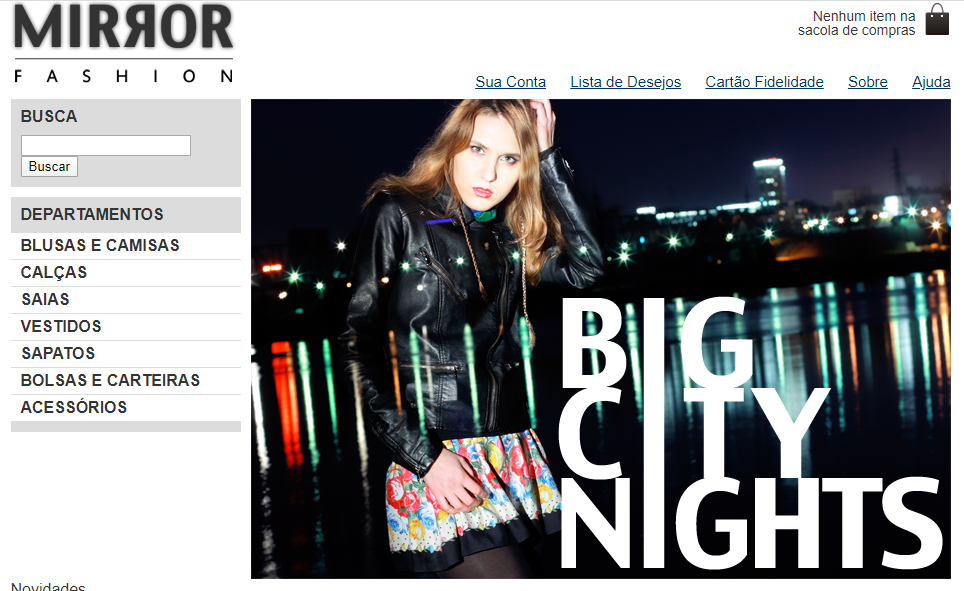 MIRROR
FASHION
Nenhum item na
sacola de compras
Sua Conta Lista de Desejos Cartão Fidelidade Sobre Ajuda
BUSCA
Buscar
DEPARTAMENTOS
BLUSAS E CAMISAS
CALÇAS
SAIAS
VESTIDOS
SAPATOS
BOLSAS E CARTEIRAS
ACESSÓRIOS
BIG
CITY
NIGHTS
Novidades